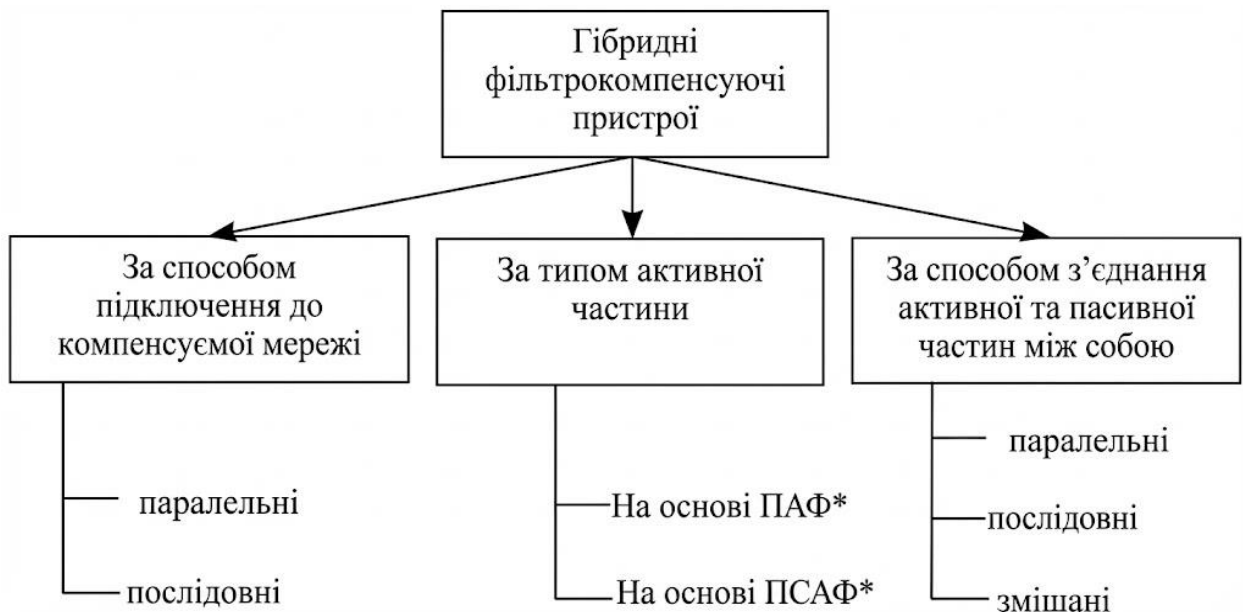 Гібридні
фільтрокомпенсуючі
пристрої
За способом
підключення до
компенсуємої мережі
паралельні
послідовні
За типом активної
частини
На основі ПАФ*
На основі ПСАФ*
За способом з’єднання
активної та пасивної
частин між собою
паралельні
послідовні
змішані